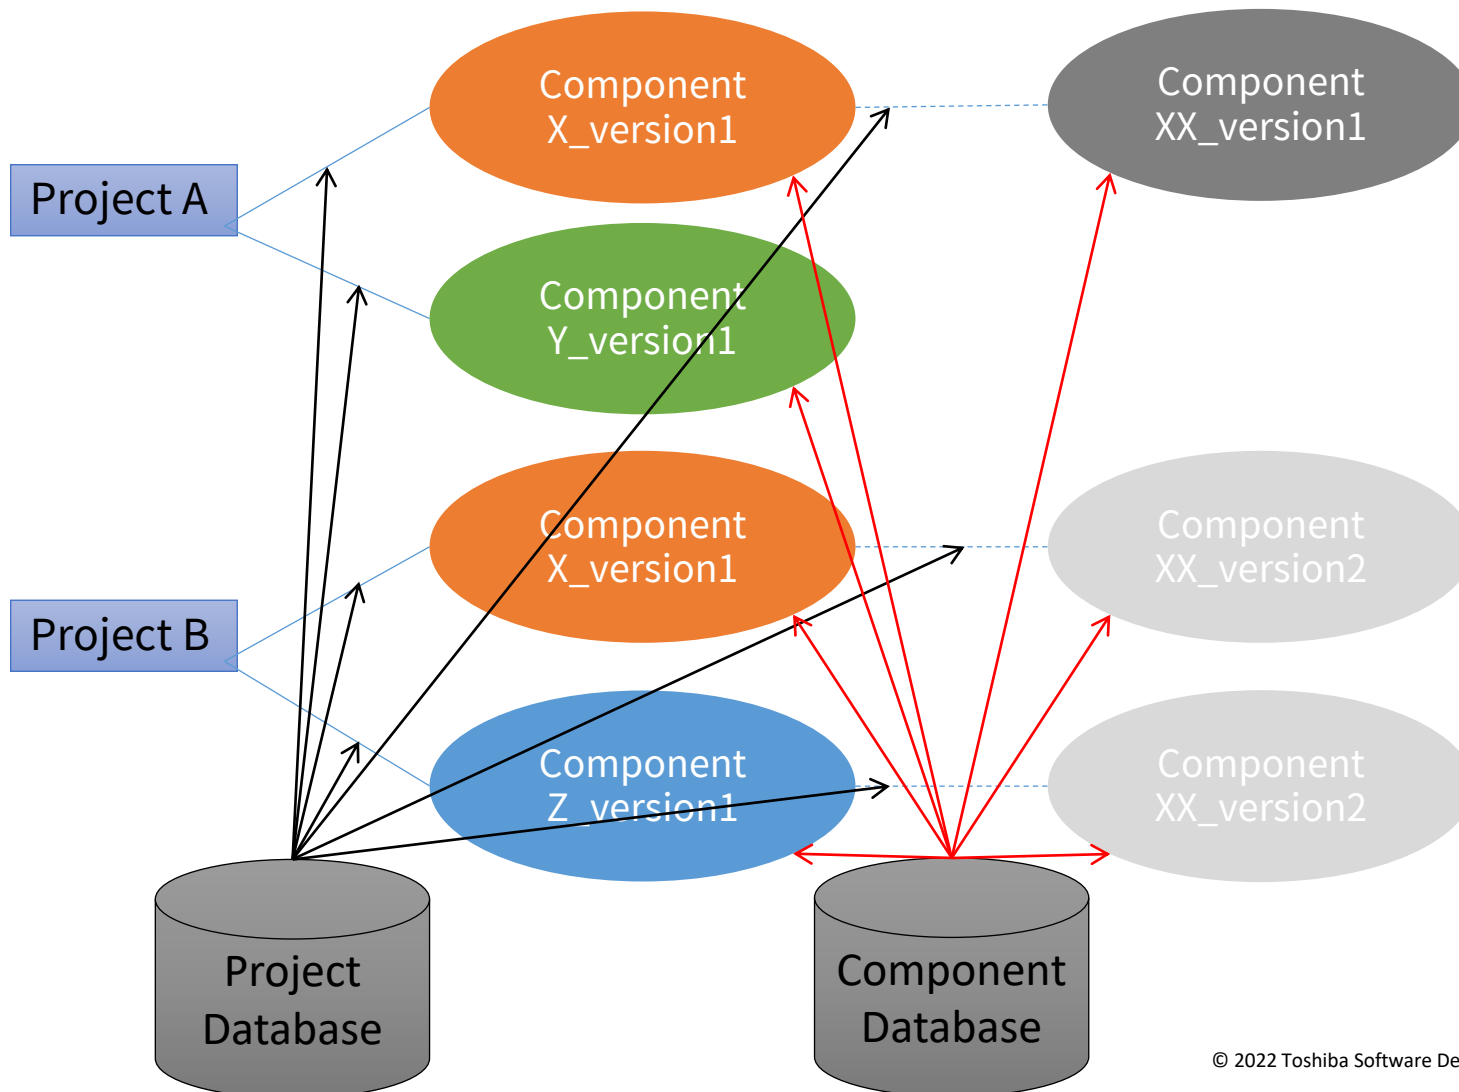 Component
X_version1
Component
XX_version1
Project A
Component
Y_version1
Component
X_version1
Component
XX_version2
Project B
Component
Z_version1
Component
XX_version2
Project
Database
Component
Database
© 2022 Toshiba Software De